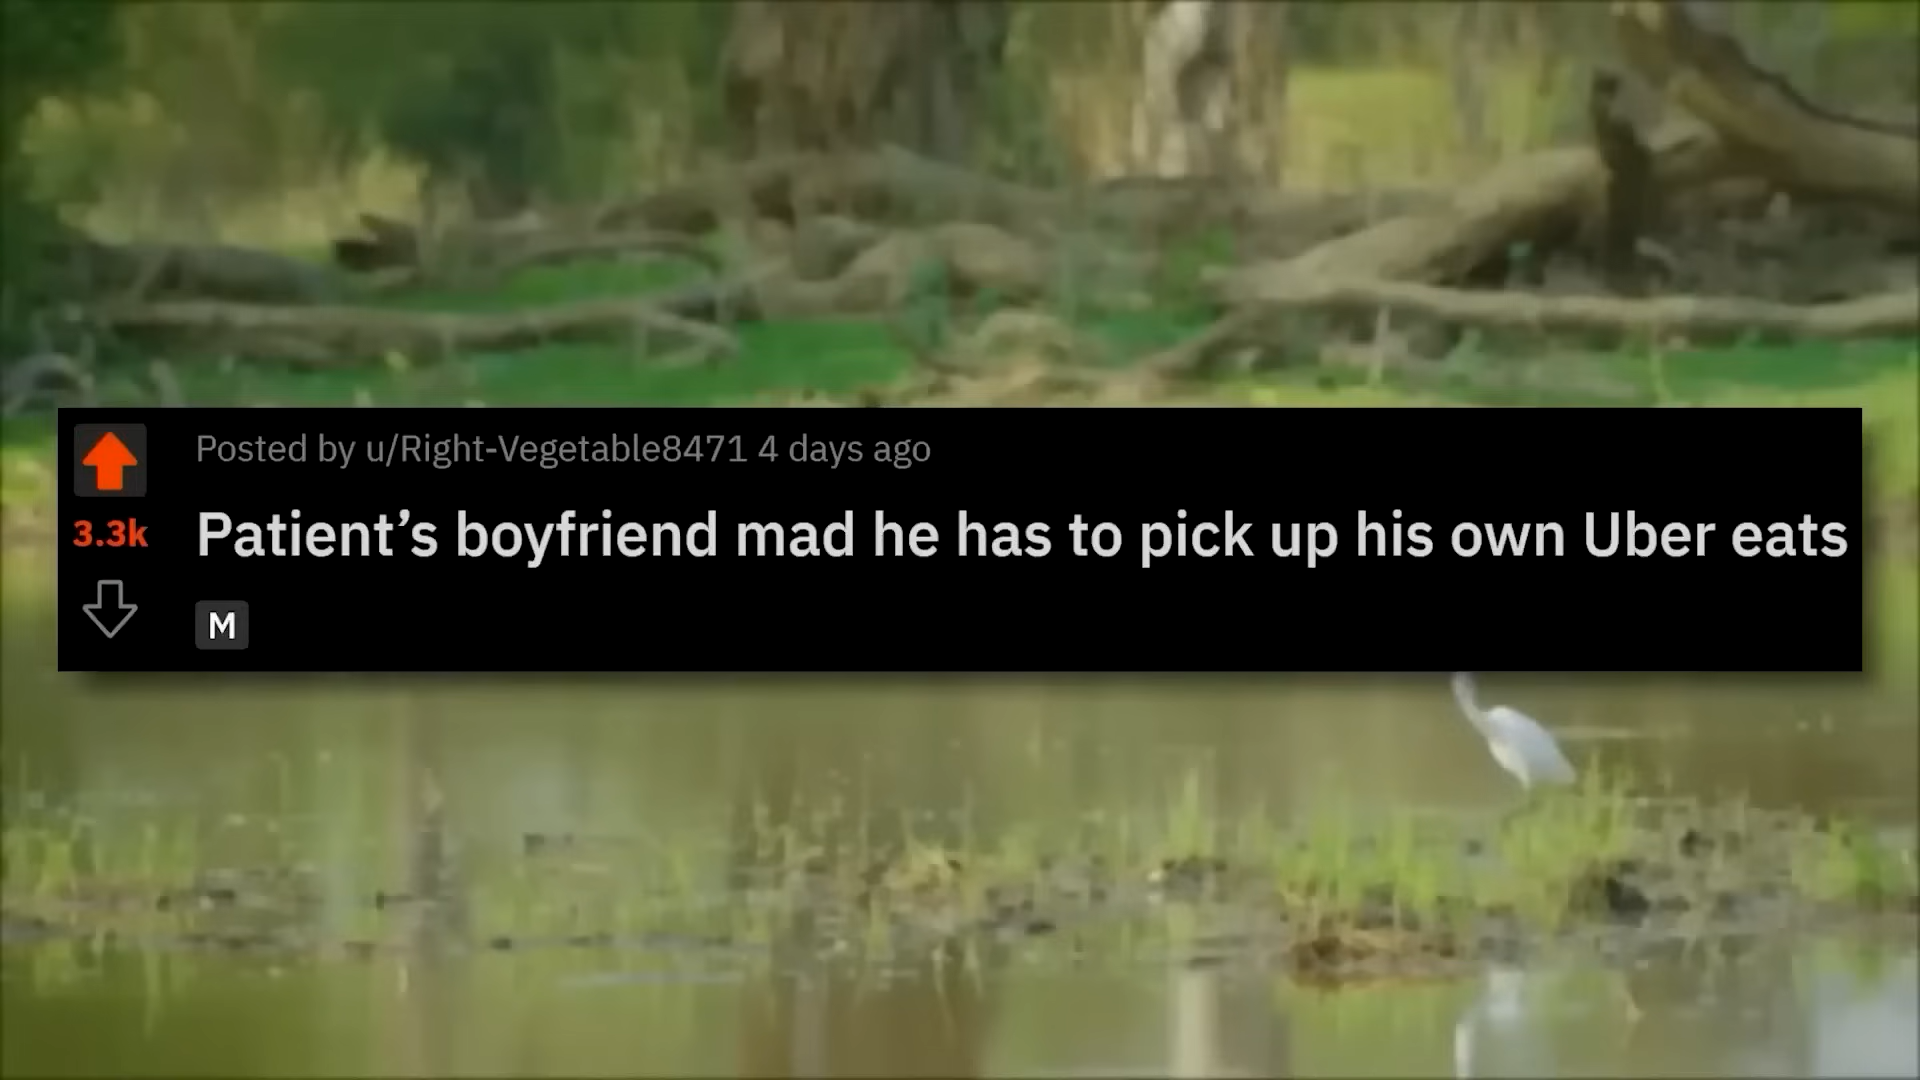 Posted by u/Right-Vegetable8471 4 days ago
3.3k
Patient’s boyfriend mad he has to pick up his own Uber eats
M